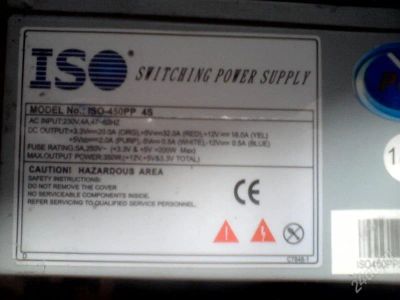 ISO
SWITCHING POWER SUPPLY
MODEL No.: ISO-450PP 4S
AC INPUT:230V,4A,47~63HZ
DC OUTPUT:+3.3V═20.0A (ORG),+5V═32.0A (RED),+12V═16.0A (YEL)
+5Vsb═2.0A (PURP), -5V═0.5A (WHITE),-12V═0.5A (BLUE)
FUSE RATING:5A,250V~ (+3.3V & +5V =200W Max)
MAX.OUTPUT POWER:350W,(+12V,+5V&3.3V TOTAL)
CAUTION! HAZARDOUS AREA
SAFETY INSTRUCTIONS:
DO NOT REMOVE THE COVER
NO SERVICEABLE COMPONENTS INSIDE.
REFER SERVICING TO QUALIFIED SERVICE PERSONNEL.
CE